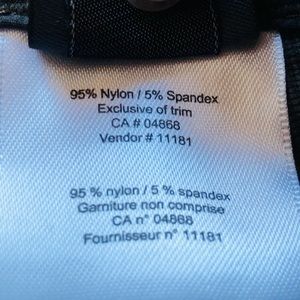 95% Nylon / 5% Spandex
Exclusive of trim
CA # 04868
Vendor # 11181
95 % nylon / 5 % spandex
Garniture non comprise
CA n° 04868
Fournisseur n° 11181